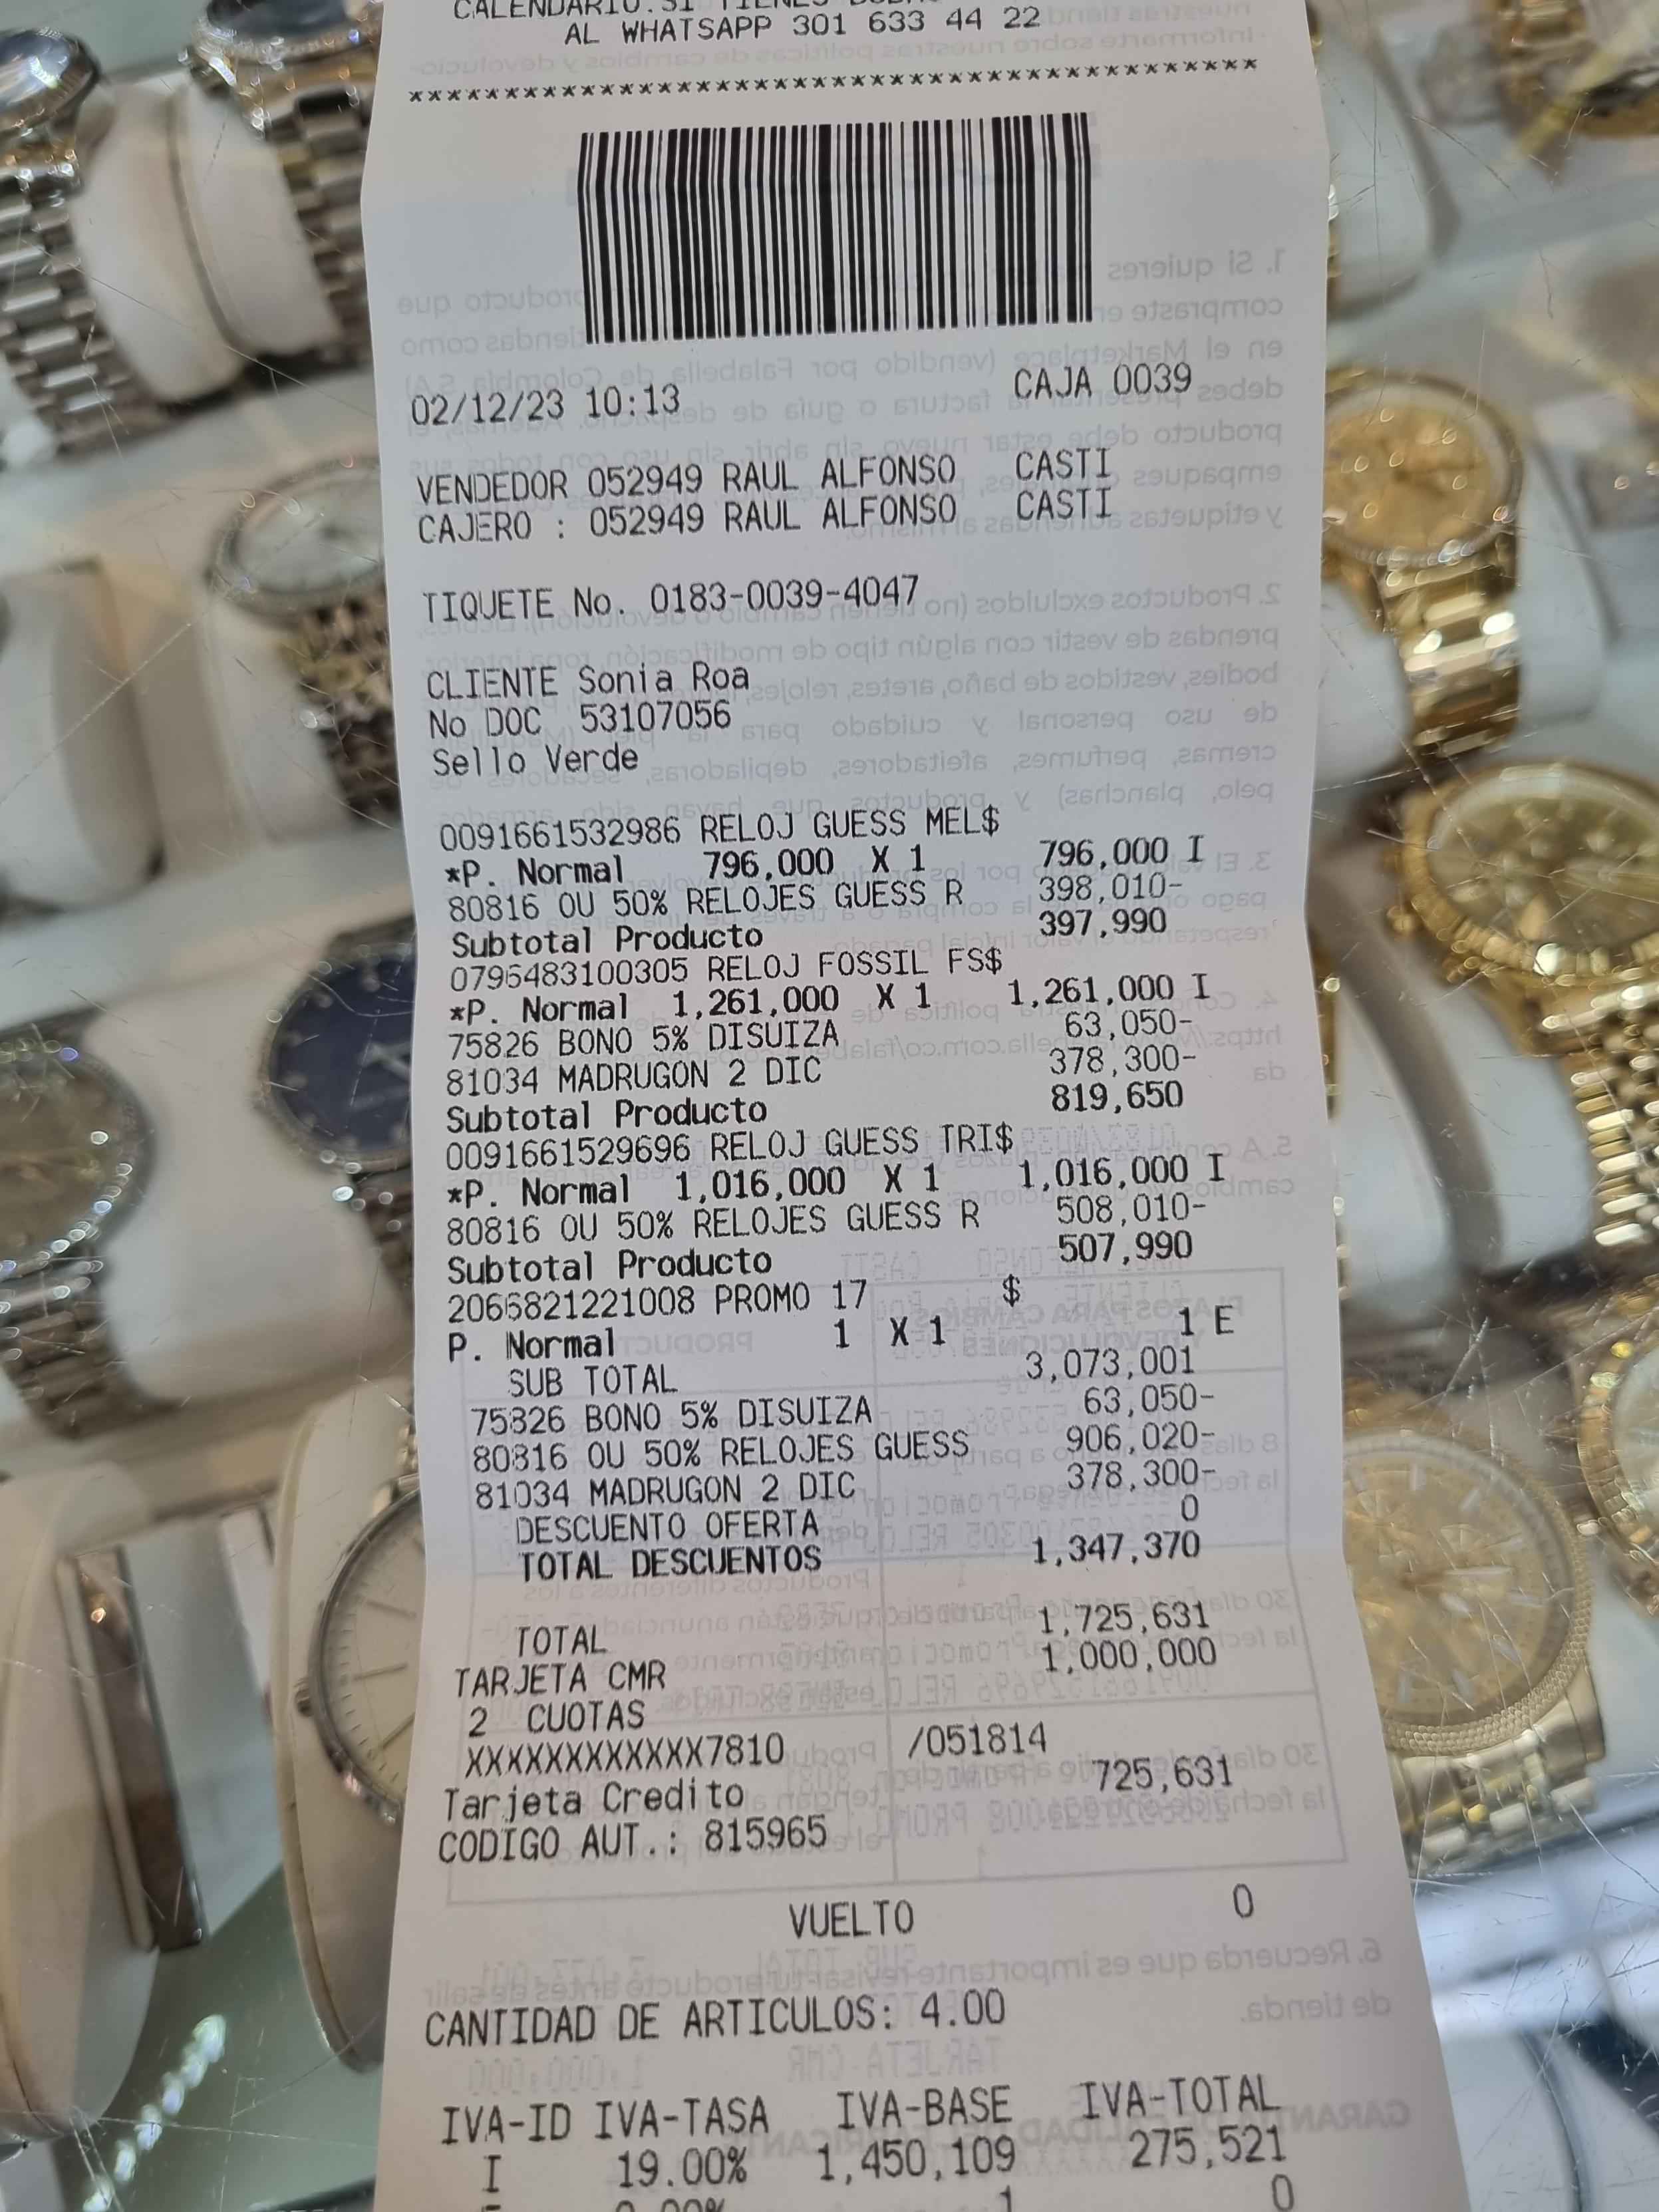 CALENDARIO.SI TIENES
AL WHATSAPP 301 633 44 22
*********************************************
02/12/23 10:13 CAJA 0039
VENDEDOR 052949 RAUL ALFONSO CASTI
CAJERO : 052949 RAUL ALFONSO CASTI
TIQUETE No. 0183-0039-4047
CLIENTE Sonia Roa
No DOC 53107056
Sello Verde
0091661532986 RELOJ GUESS MEL$
*P. Normal 796,000 X 1 796,000 I
80816 OU 50% RELOJES GUESS R 398,010-
Subtotal Producto 397,990
0796483100305 RELOJ FOSSIL FS$
*P. Normal 1,261,000 X 1 1,261,000 I
75826 BONO 5% DISUIZA 63,050-
81034 MADRUGON 2 DIC 378,300-
Subtotal Producto 819,650
0091661529696 RELOJ GUESS TRI$
*P. Normal 1,016,000 X 1 1,016,000 I
80816 OU 50% RELOJES GUESS R 508,010-
Subtotal Producto 507,990
2066821221008 PROMO 17 $
P. Normal 1 X 1 1 E
SUB TOTAL 3,073,001
75826 BONO 5% DISUIZA 63,050-
80816 OU 50% RELOJES GUESS 906,020-
81034 MADRUGON 2 DIC 378,300-
DESCUENTO OFERTA 0
TOTAL DESCUENTOS 1,347,370
TOTAL 1,725,631
TARJETA CMR 1,000,000
2 CUOTAS
XXXXXXXXXXXX7810 /051814
Tarjeta Credito 725,631
CODIGO AUT.: 815965
VUELTO 0
CANTIDAD DE ARTICULOS: 4.00
IVA-ID IVA-TASA IVA-BASE IVA-TOTAL
I 19.00% 1,450,109 275,521
1 0